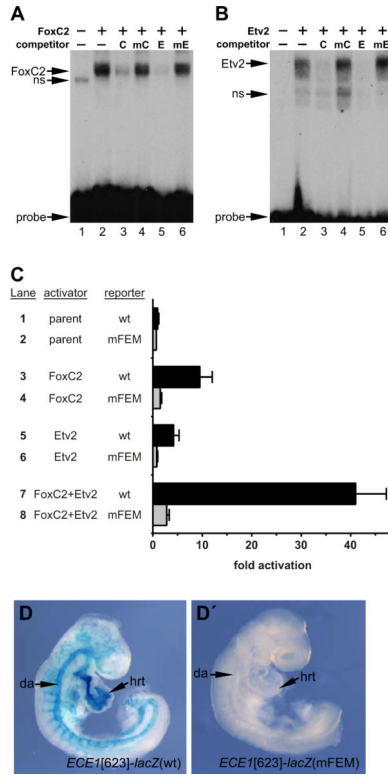 A
FoxC2 – + + + + +
competitor – – C mC E mE
FoxC2
ns
probe
1 2 3 4 5 6
B
Etv2 – + + + + +
competitor – – C mC E mE
Etv2
ns
probe
1 2 3 4 5 6
C
Lane activator reporter
1 parent wt
2 parent mFEM
3 FoxC2 wt
4 FoxC2 mFEM
5 Etv2 wt
6 Etv2 mFEM
7 FoxC2+Etv2 wt
8 FoxC2+Etv2 mFEM
0 10 20 30 40
fold activation
D
da
hrt
ECE1[623]-lacZ(wt)
D´
da
hrt
ECE1[623]-lacZ(mFEM)